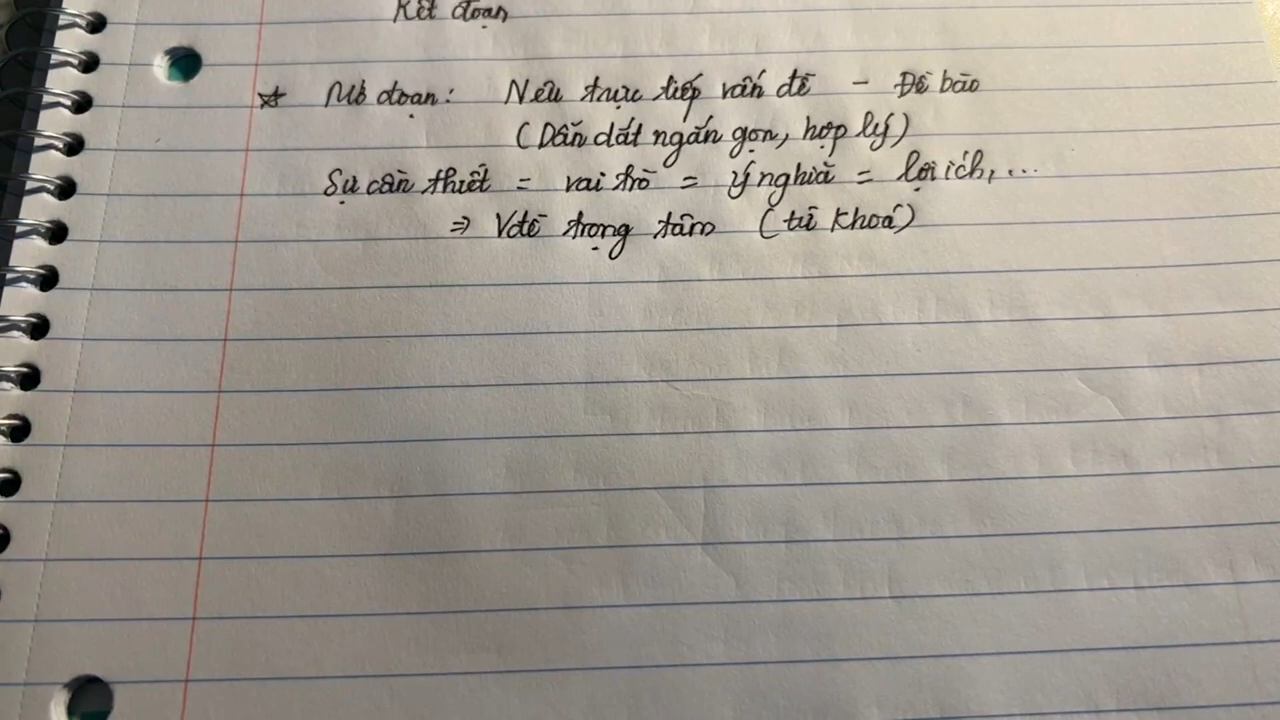 Kết đoạn
☆ Mở đoạn: Nêu trực tiếp vấn đề - Đề bảo
(Dẫn dắt ngắn gọn, hợp lý)
Sự cần thiết = vai trò = ý nghĩa = lợi ích, ...
⇒ Vđề trọng tâm (từ khoá)